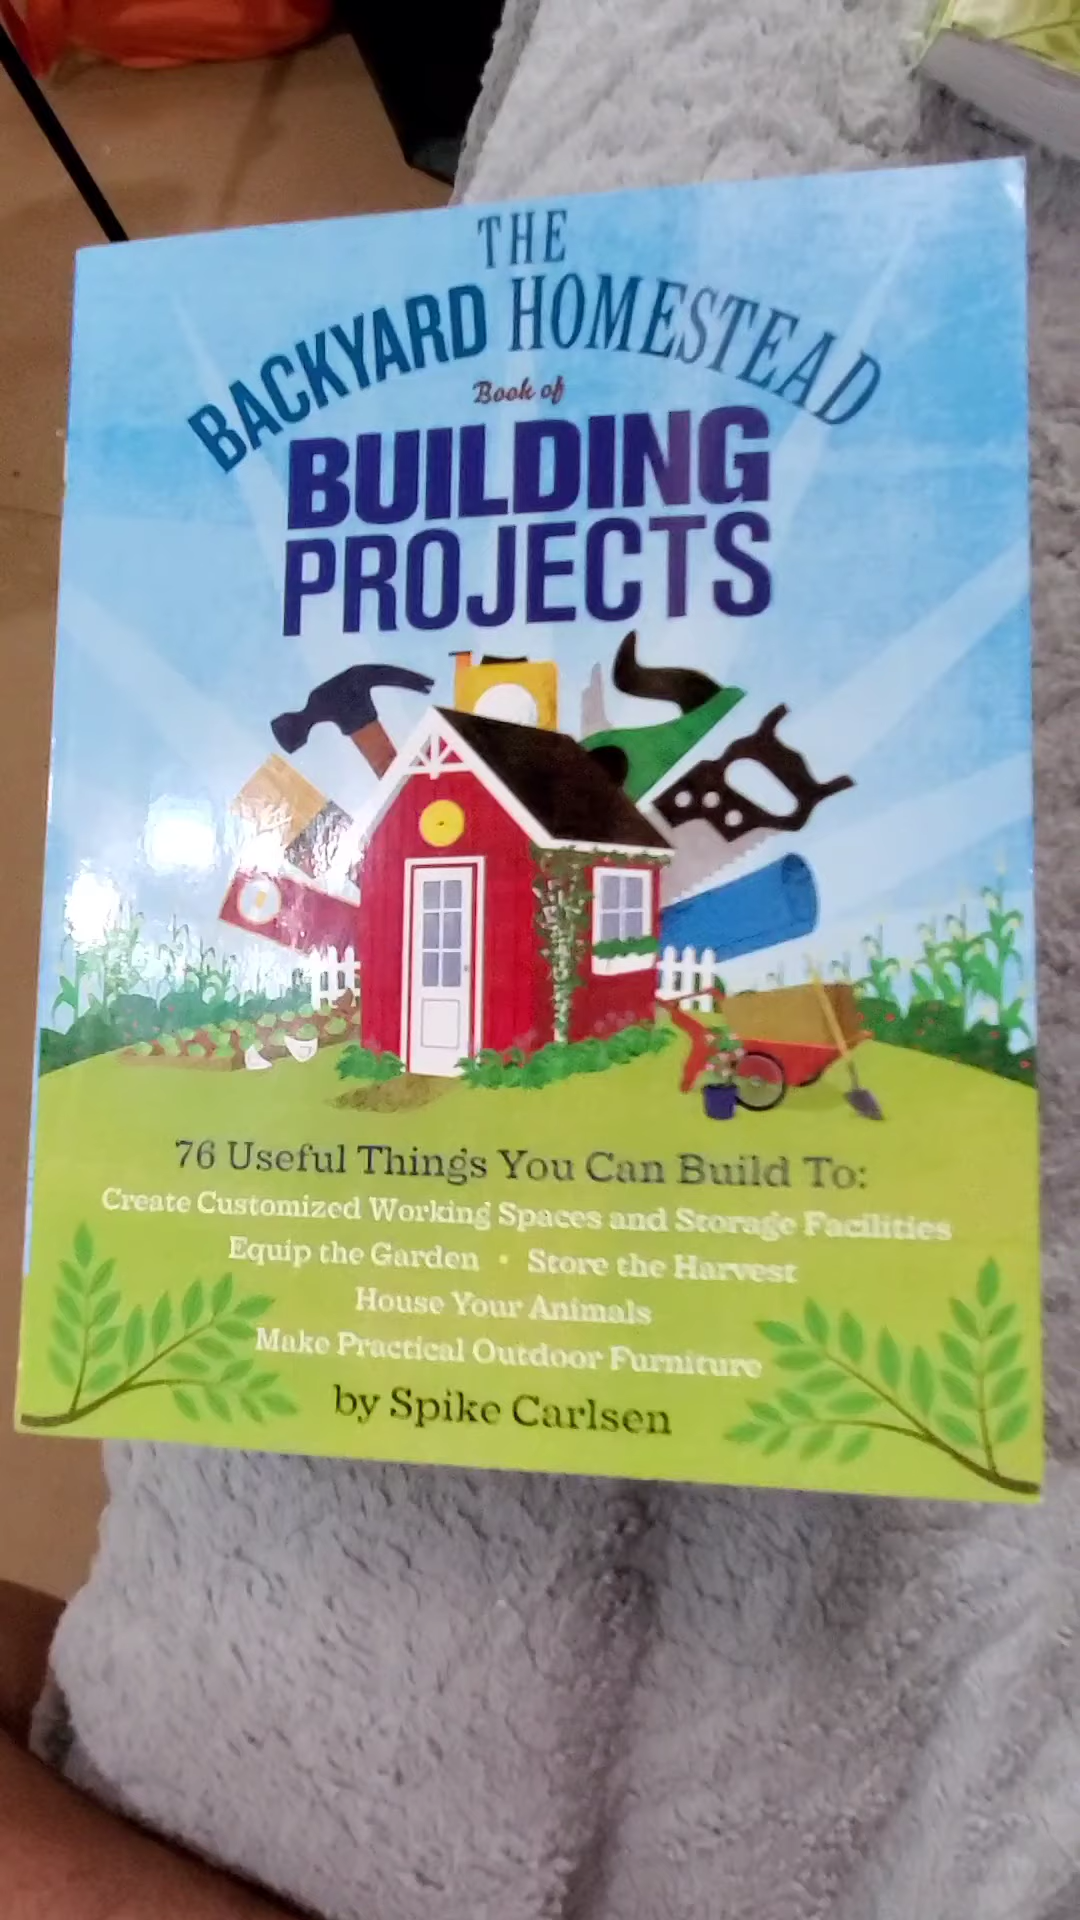 THE
BACKYARD HOMESTEAD
Book of
BUILDING
PROJECTS
76 Useful Things You Can Build To:
Create Customized Working Spaces and Storage Facilities
Equip the Garden • Store the Harvest
House Your Animals
Make Practical Outdoor Furniture
by Spike Carlsen